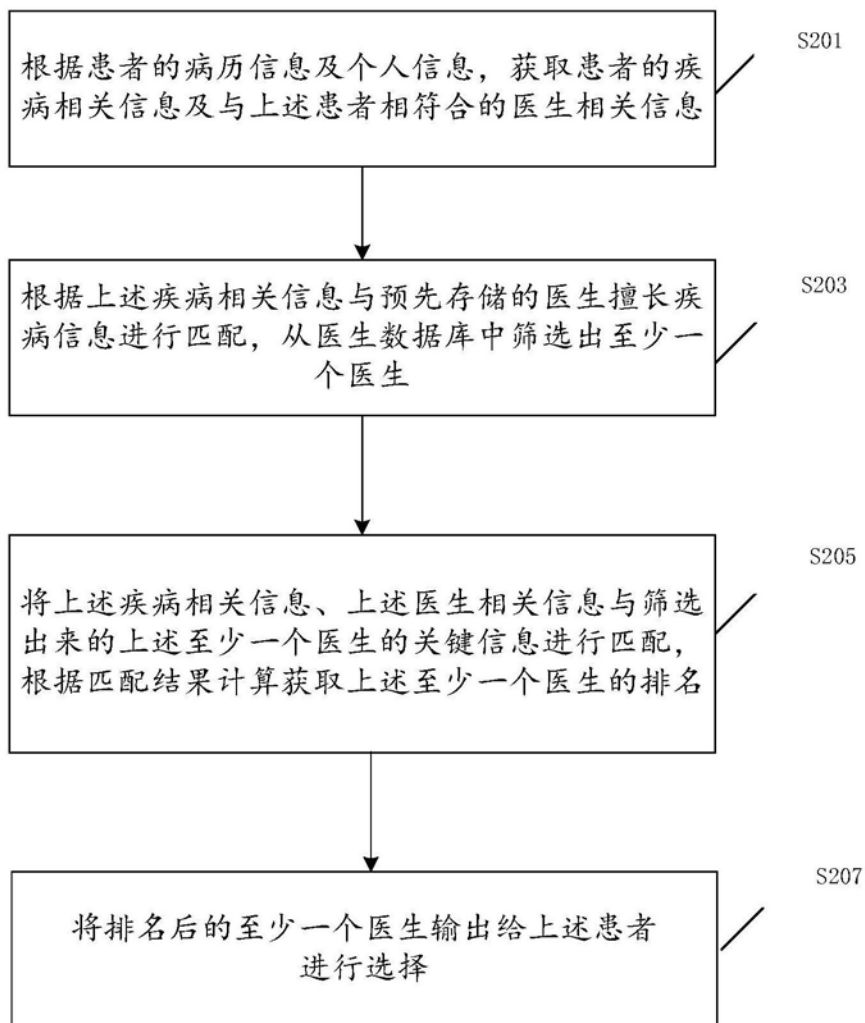 S201
根据患者的病历信息及个人信息，获取患者的疾
病相关信息及与上述患者相符合的医生相关信息
S203
根据上述疾病相关信息与预先存储的医生擅长疾
病信息进行匹配，从医生数据库中筛选出至少一
个医生
S205
将上述疾病相关信息、上述医生相关信息与筛选
出来的上述至少一个医生的关键信息进行匹配，
根据匹配结果计算获取上述至少一个医生的排名
S207
将排名后的至少一个医生输出给上述患者
进行选择